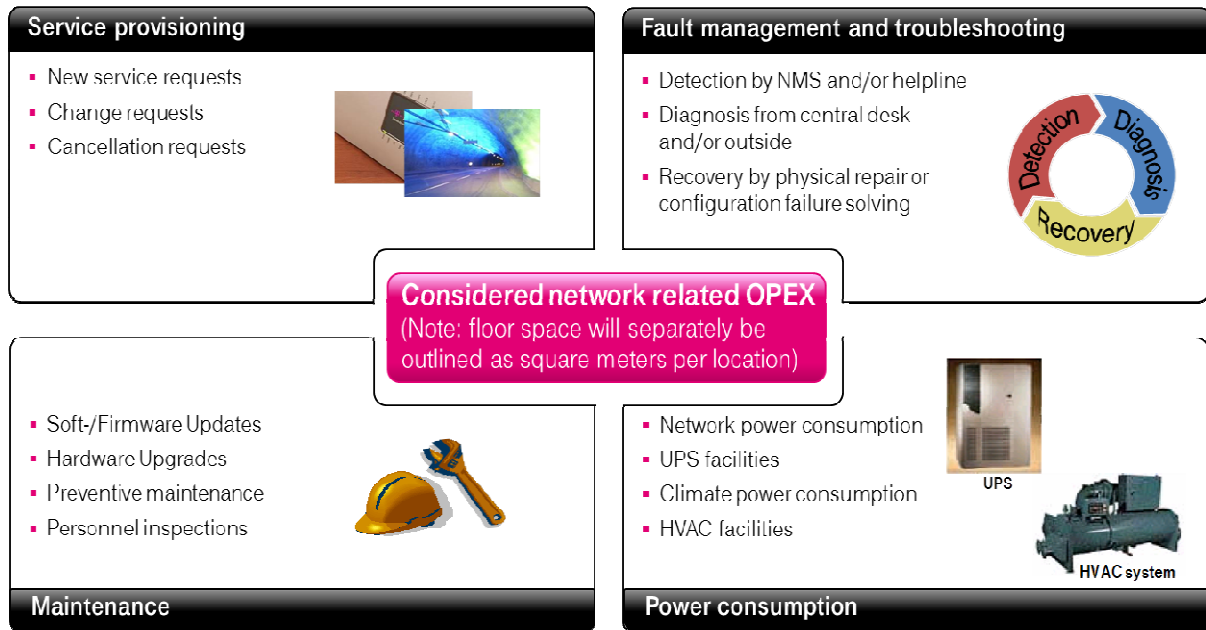 Service provisioning
▪ New service requests
▪ Change requests
▪ Cancellation requests
Fault management and troubleshooting
▪ Detection by NMS and/or helpline
▪ Diagnosis from central desk
and/or outside
▪ Recovery by physical repair or
configuration failure solving
Detection
Diagnosis
Recovery
Considered network related OPEX
(Note: floor space will separately be
outlined as square meters per location)
▪ Soft-/Firmware Updates
▪ Hardware Upgrades
▪ Preventive maintenance
▪ Personnel inspections
Maintenance
▪ Network power consumption
▪ UPS facilities
▪ Climate power consumption
▪ HVAC facilities
UPS
HVAC system
Power consumption